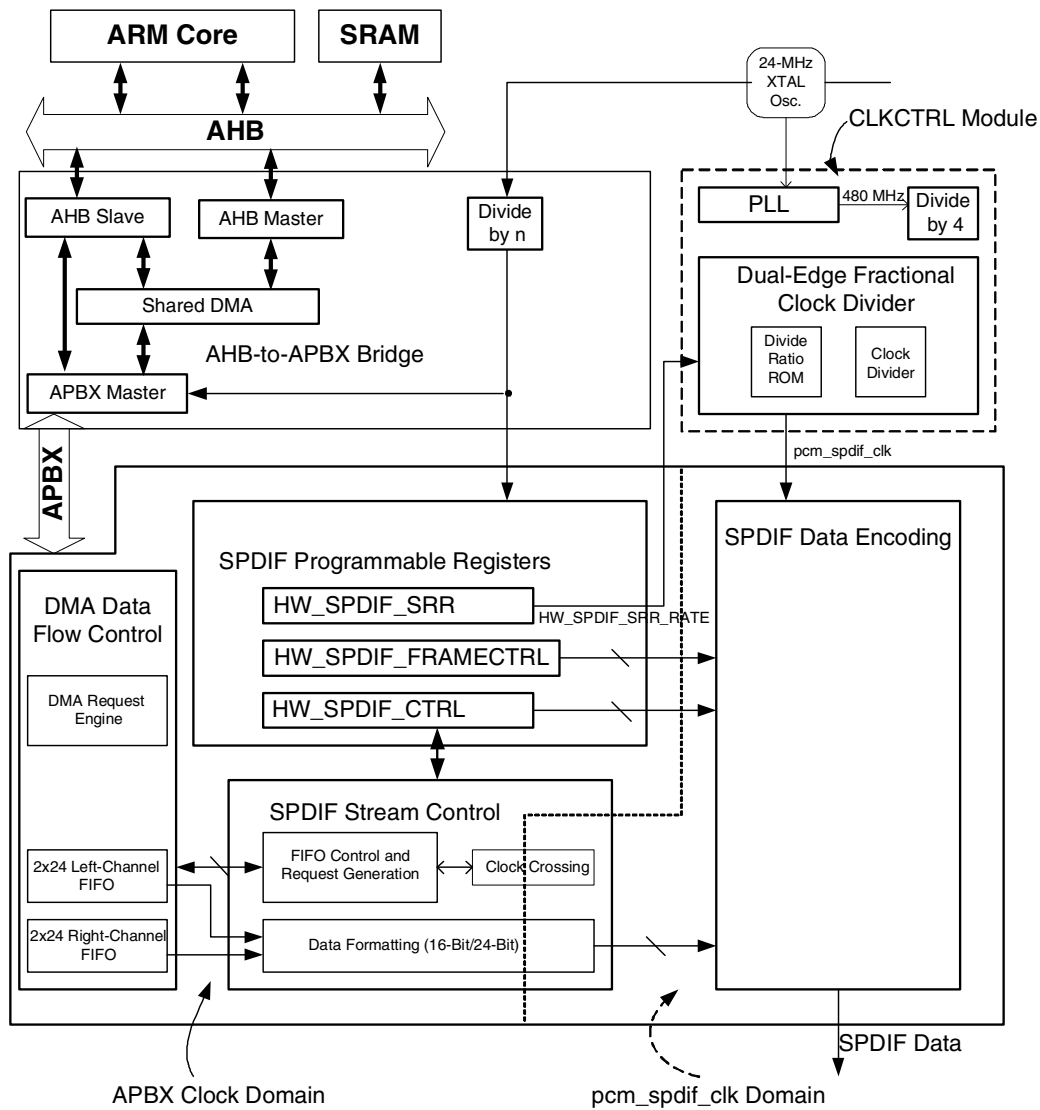 ARM Core
SRAM
24-MHz
XTAL
Osc.
AHB
CLKCTRL Module
AHB Slave
AHB Master
Divide
by n
PLL
480 MHz
Divide
by 4
Shared DMA
Dual-Edge Fractional
Clock Divider
AHB-to-APBX Bridge
Divide
Ratio
ROM
Clock
Divider
APBX Master
APBX
pcm_spdif_clk
SPDIF Programmable Registers
SPDIF Data Encoding
DMA Data
Flow Control
HW_SPDIF_SRR
HW_SPDIF_SRR_RATE
HW_SPDIF_FRAMECTRL
DMA Request
Engine
HW_SPDIF_CTRL
SPDIF Stream Control
2x24 Left-Channel
FIFO
FIFO Control and
Request Generation
Clock Crossing
2x24 Right-Channel
FIFO
Data Formatting (16-Bit/24-Bit)
SPDIF Data
APBX Clock Domain
pcm_spdif_clk Domain